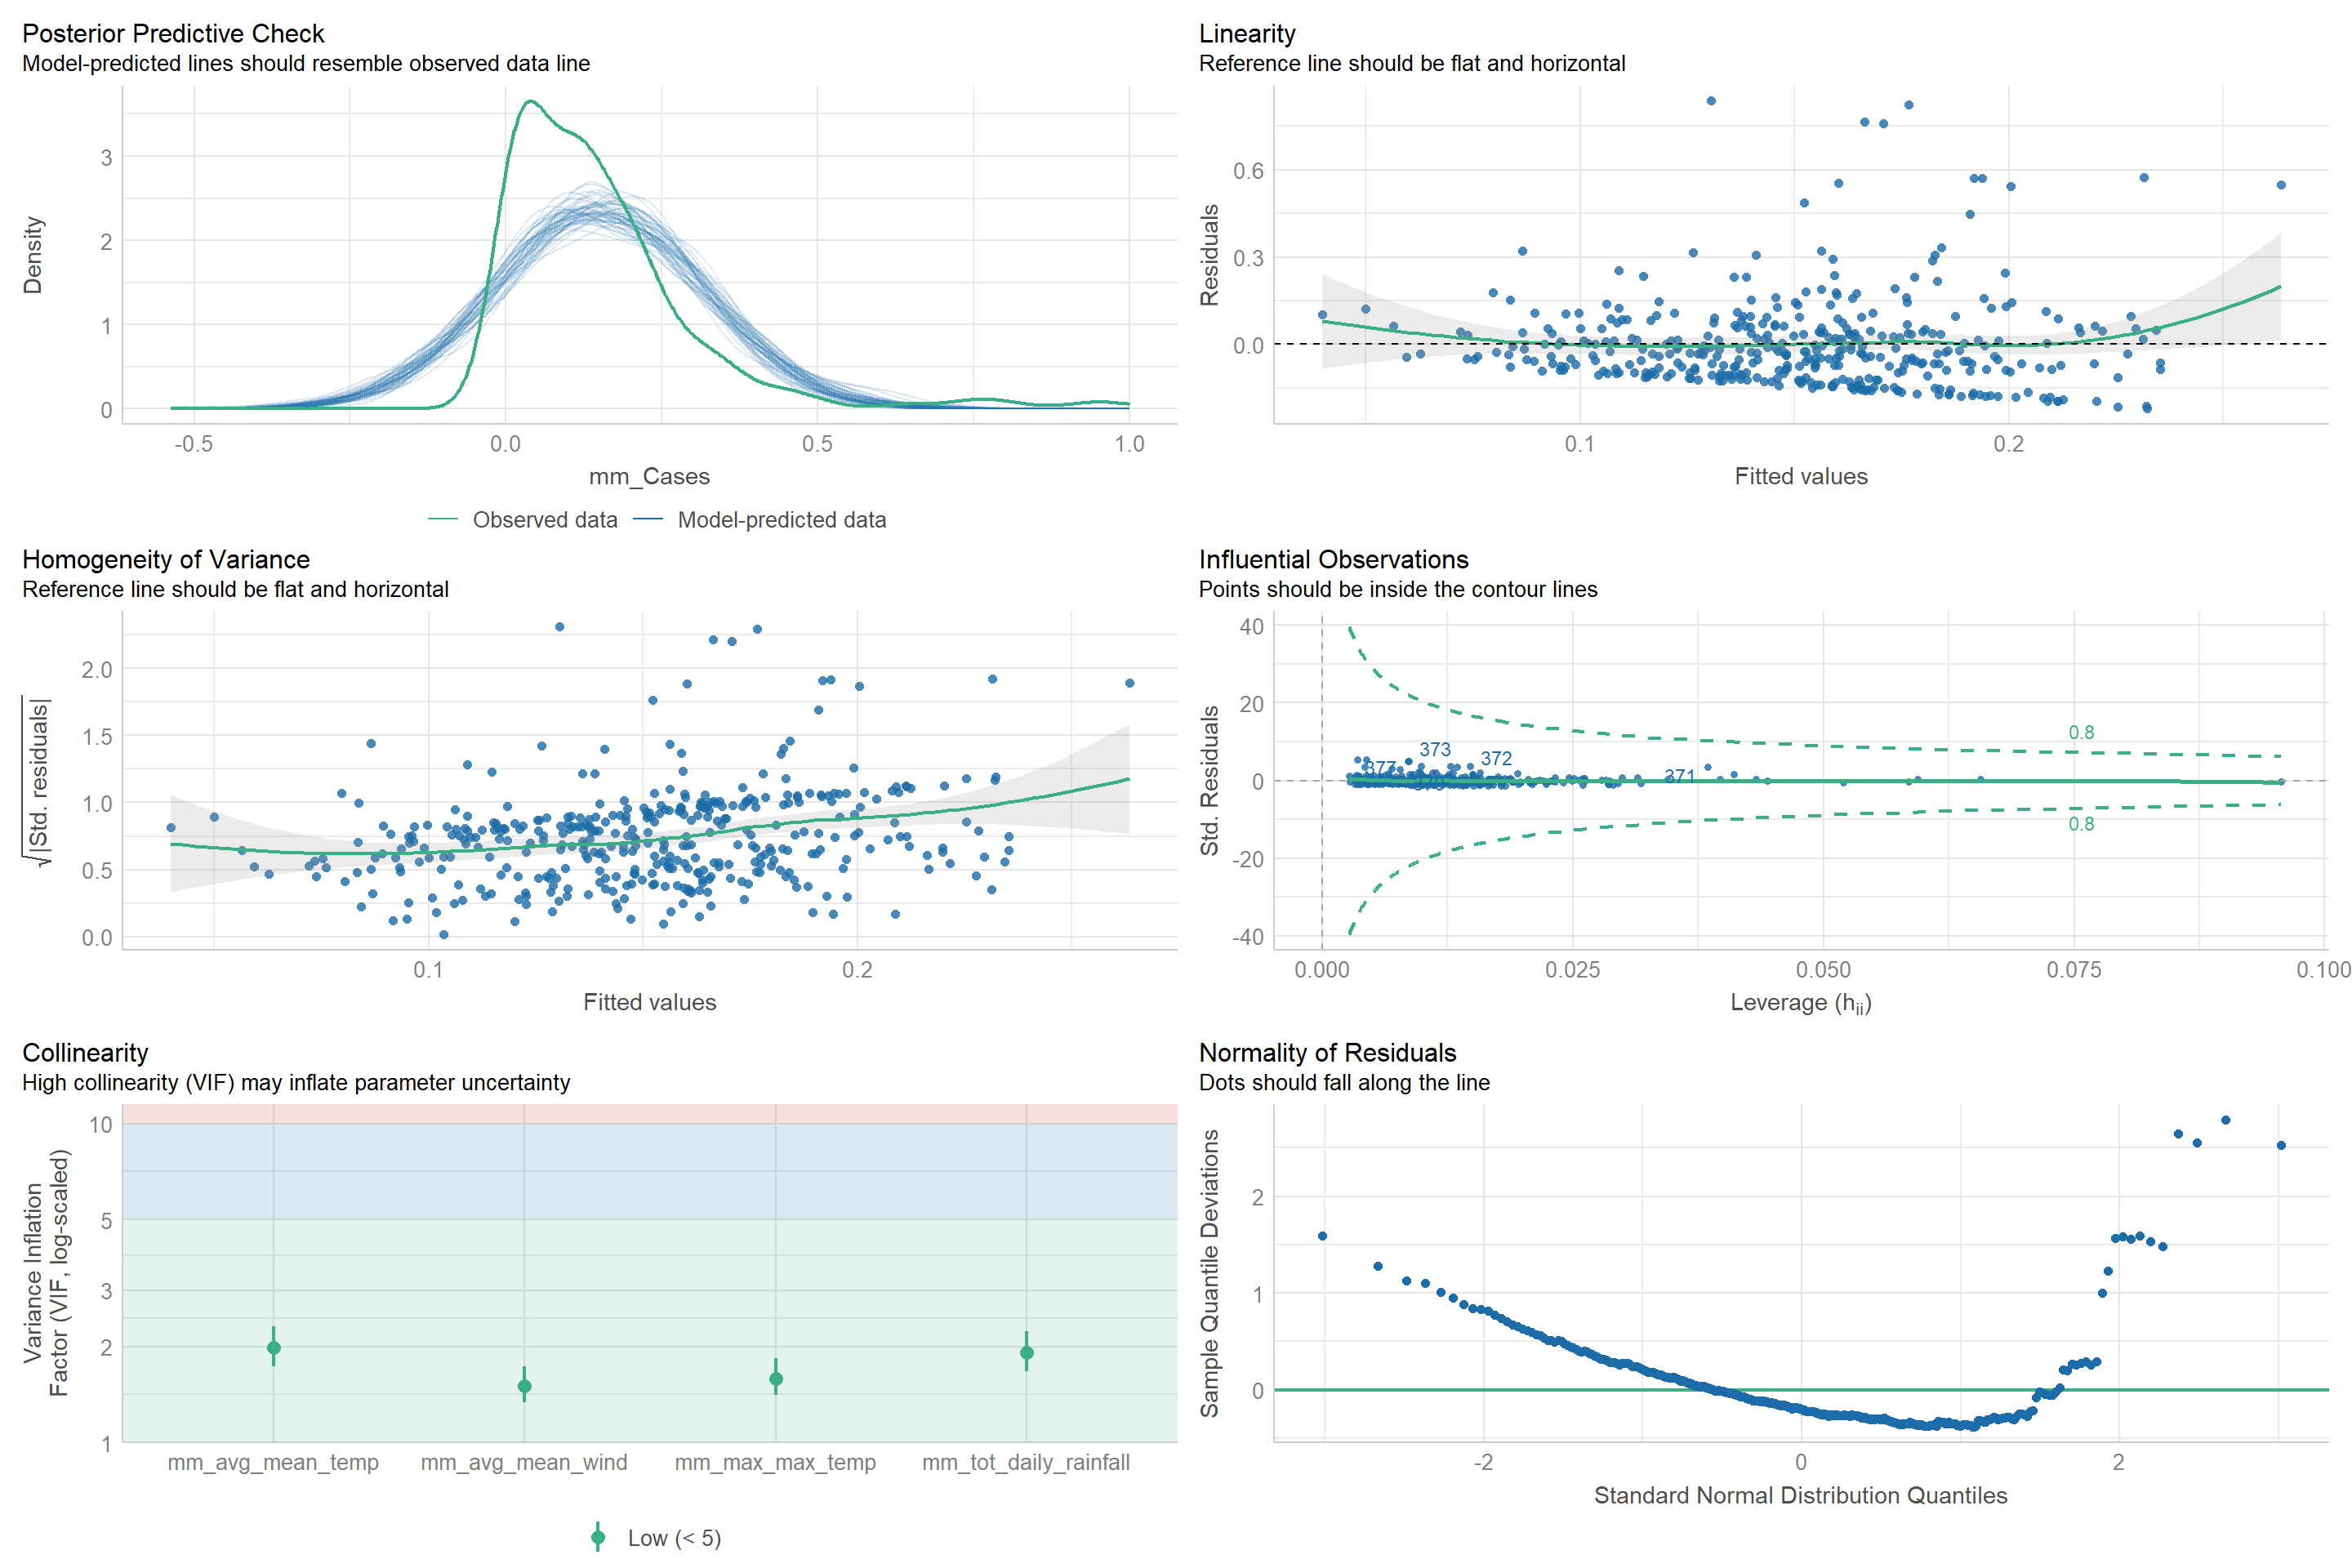 Posterior Predictive Check
Model-predicted lines should resemble observed data line
Density
3
2
1
0
-0.5
0.0
0.5
1.0
mm_Cases
Observed data
Model-predicted data
Linearity
Reference line should be flat and horizontal
Residuals
0.6
0.3
0.0
0.1
0.2
Fitted values
Homogeneity of Variance
Reference line should be flat and horizontal
√|Std. residuals|
2.0
1.5
1.0
0.5
0.0
0.1
0.2
Fitted values
Influential Observations
Points should be inside the contour lines
Std. Residuals
40
20
0
-20
-40
0.8
373
372
377
371
0.8
0.000
0.025
0.050
0.075
0.100
Leverage (hii)
Collinearity
High collinearity (VIF) may inflate parameter uncertainty
Variance Inflation
Factor (VIF, log-scaled)
10
5
3
2
1
mm_avg_mean_temp
mm_avg_mean_wind
mm_max_max_temp
mm_tot_daily_rainfall
Low (< 5)
Normality of Residuals
Dots should fall along the line
Sample Quantile Deviations
2
1
0
-2
0
2
Standard Normal Distribution Quantiles